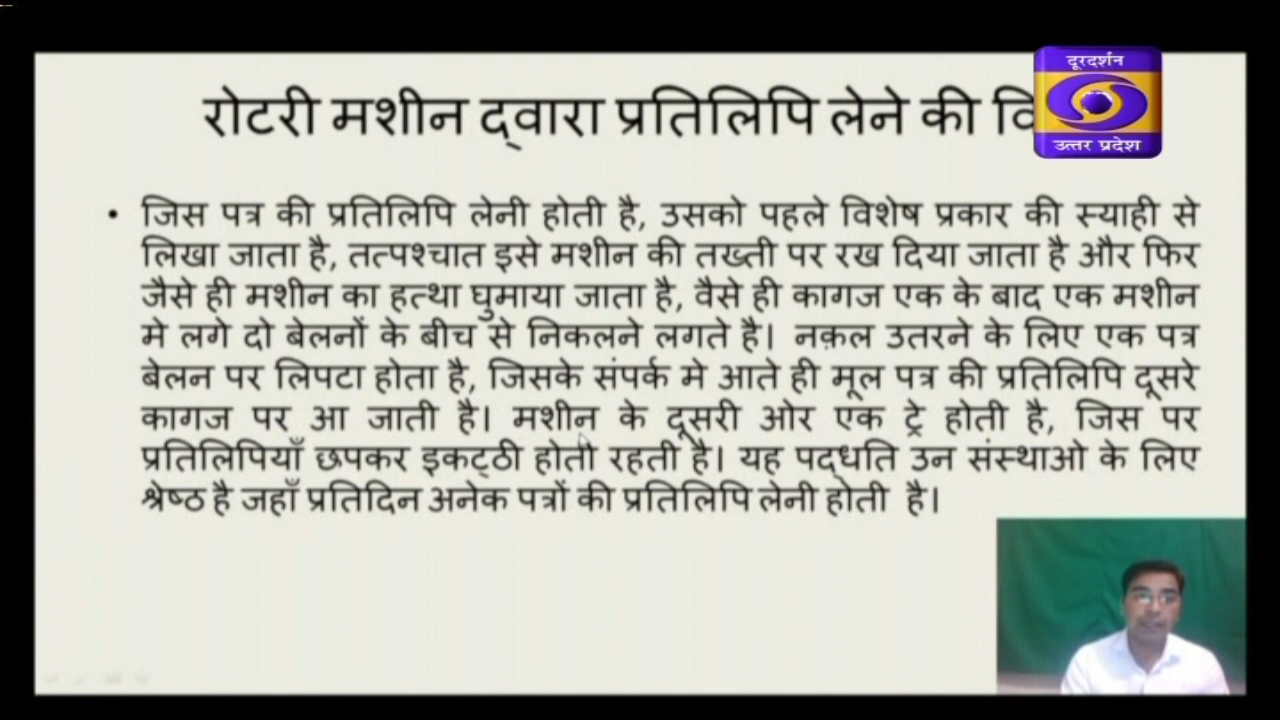 दूरदर्शन
उत्तर प्रदेश
रोटरी मशीन द्वारा प्रतिलिपि लेने की
• जिस पत्र की प्रतिलिपि लेनी होती है, उसको पहले विशेष प्रकार की स्याही से
लिखा जाता है, तत्पश्चात इसे मशीन की तख्ती पर रख दिया जाता है और फिर
जैसे ही मशीन का हत्था घुमाया जाता है, वैसे ही कागज एक के बाद एक मशीन
मे लगे दो बेलनों के बीच से निकलने लगते है। नक़ल उतरने के लिए एक पत्र
बेलन पर लिपटा होता है, जिसके संपर्क मे आते ही मूल पत्र की प्रतिलिपि दूसरे
कागज पर आ जाती है। मशीन के दूसरी ओर एक ट्रे होती है, जिस पर
प्रतिलिपियाँ छपकर इकट्ठी होती रहती है। यह पद्धति उन संस्थाओ के लिए
श्रेष्ठ है जहाँ प्रतिदिन अनेक पत्रों की प्रतिलिपि लेनी होती है।